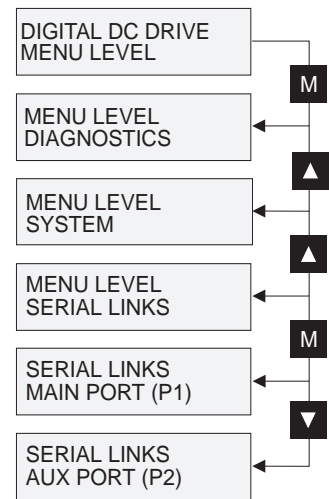 DIGITAL DC DRIVE
MENU LEVEL
M
MENU LEVEL
DIAGNOSTICS
MENU LEVEL
SYSTEM
MENU LEVEL
SERIAL LINKS
M
SERIAL LINKS
MAIN PORT (P1)
SERIAL LINKS
AUX PORT (P2)